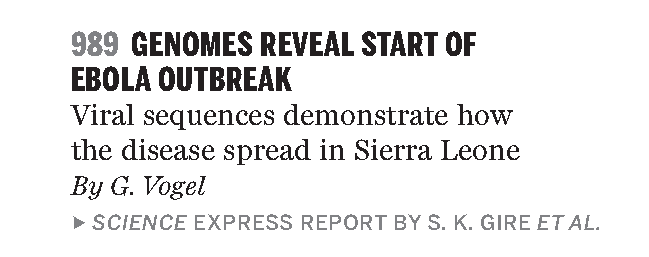 989 GENOMES REVEAL START OF
EBOLA OUTBREAK
Viral sequences demonstrate how
the disease spread in Sierra Leone
By G. Vogel
▶ SCIENCE EXPRESS REPORT BY S. K. GIRE ET AL.